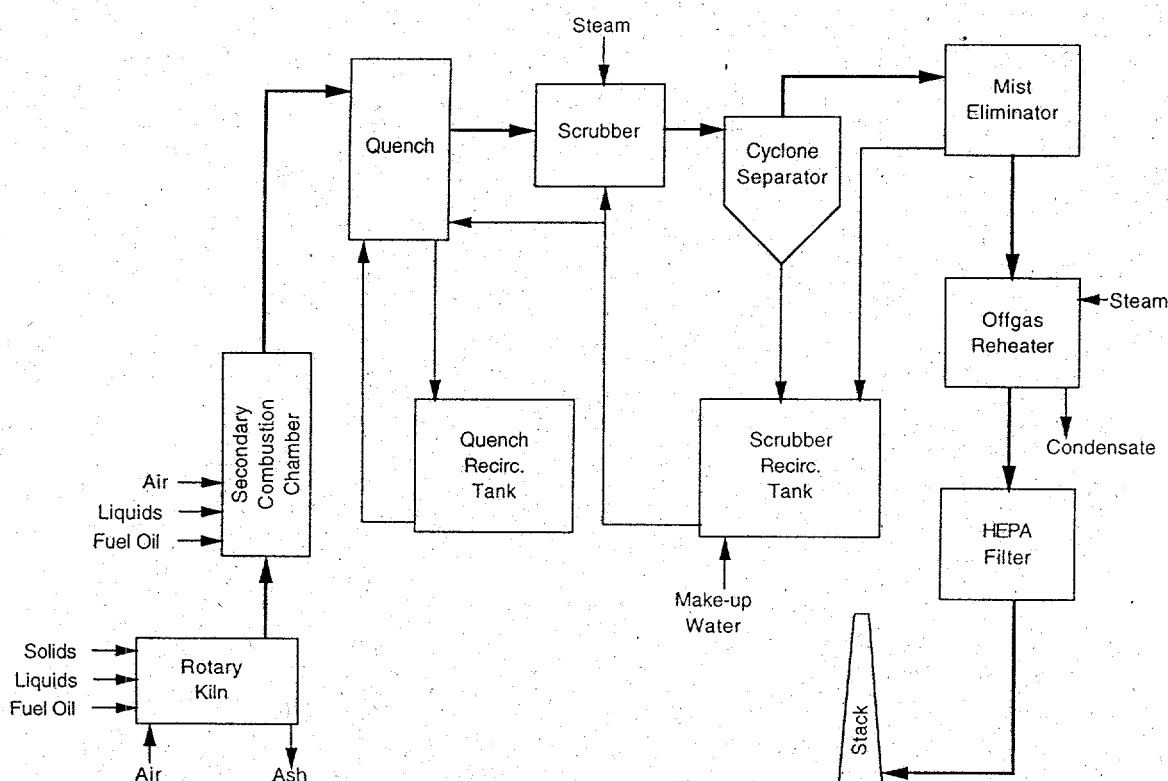 Steam
Quench
Scrubber
Cyclone
Separator
Mist
Eliminator
Steam
Offgas
Reheater
Condensate
Secondary
Combustion
Chamber
Air
Liquids
Fuel Oil
Quench
Recirc.
Tank
Scrubber
Recirc.
Tank
HEPA
Filter
Make-up
Water
Solids
Liquids
Fuel Oil
Rotary
Kiln
Air
Ash
Stack